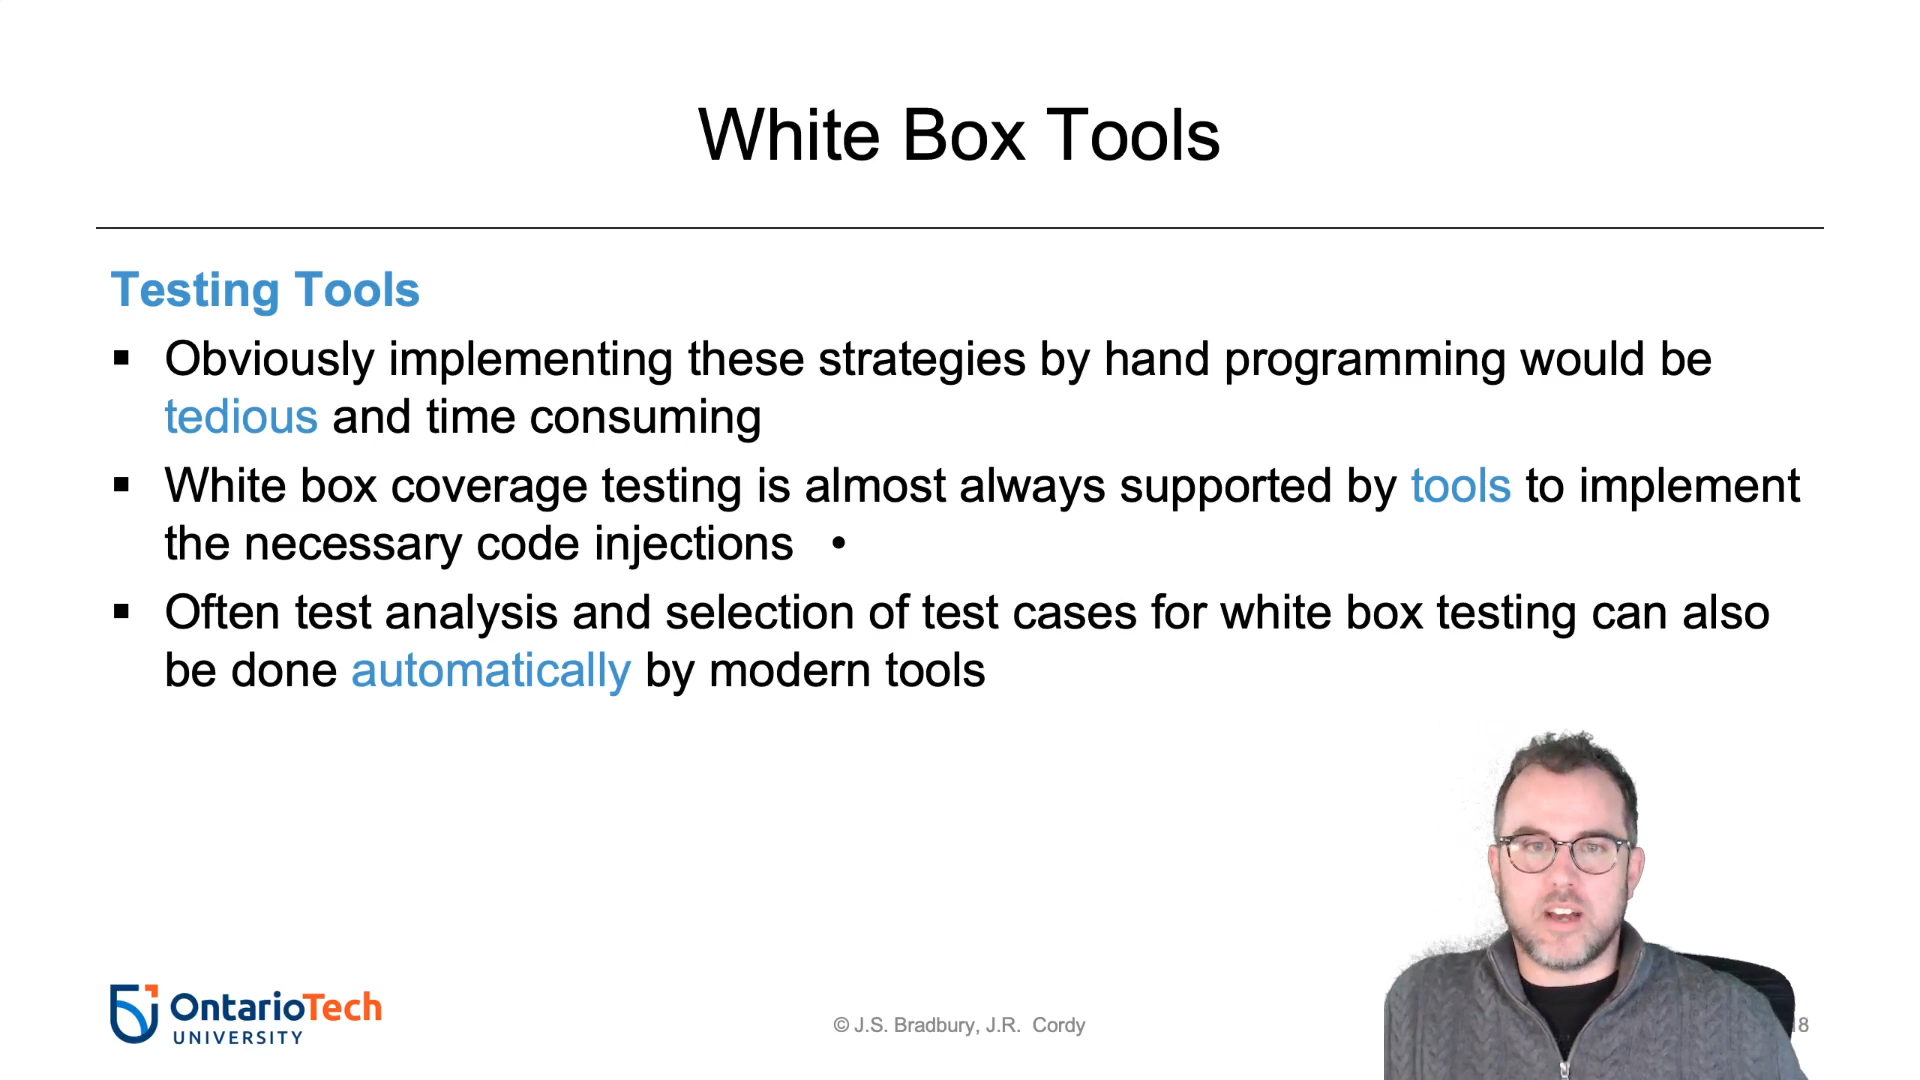 White Box Tools
Testing Tools
▪ Obviously implementing these strategies by hand programming would be
tedious and time consuming
▪ White box coverage testing is almost always supported by tools to implement
the necessary code injections •
▪ Often test analysis and selection of test cases for white box testing can also
be done automatically by modern tools
OntarioTech
UNIVERSITY
© J.S. Bradbury, J.R. Cordy